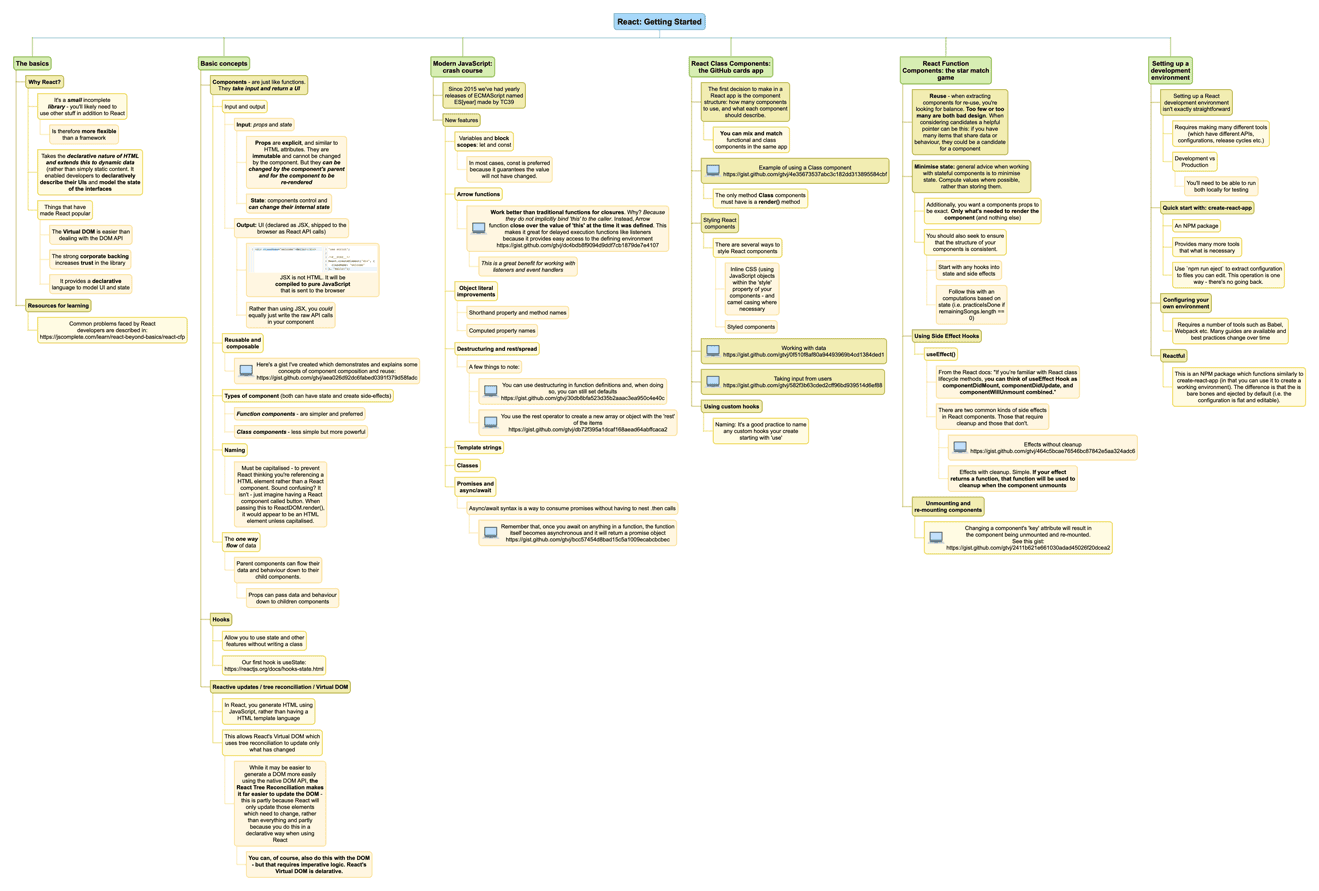 React: Getting Started
The basics
Why React?
It's a small incomplete
library - you'll likely need to
use other stuff in addition to React
Is therefore more flexible
than a framework
Takes the declarative nature of HTML
and extends this to dynamic data
(rather than simply static content). It
enabled developers to declaratively
describe their UIs and model the state
of the interfaces
Things that have
made React popular
The Virtual DOM is easier than
dealing with the DOM API
The strong corporate backing
increases trust in the library
It provides a declarative
language to model UI and state
Resources for learning
Common problems faced by React
developers are described in:
https://jscomplete.com/learn/react-beyond-basics/react-cfp
Basic concepts
Components - are just like functions.
They take input and return a UI
Input and output
Input: props and state
Props are explicit, and similar to
HTML attributes. They are
immutable and cannot be changed
by the component. But they can be
changed by the component's parent
and for the component to be
re-rendered
State: components control and
can change their internal state
Output: UI (declared as JSX, shipped to the
browser as React API calls)
JSX is not HTML. It will be
compiled to pure JavaScript
that is sent to the browser
Rather than using JSX, you could
equally just write the raw API calls
in your component
Reusable and
composable
Here's a gist I've created which demonstrates and explains some
concepts of component composition and reuse:
https://gist.github.com/gtvj/aea026d92dc6fabed0391f379d58fadc
Types of component (both can have state and create side-effects)
Function components - are simpler and preferred
Class components - less simple but more powerful
Naming
Must be capitalised - to prevent
React thinking you're referencing a
HTML element rather than a React
component. Sound confusing? It
isn't - just imagine having a React
component called button. When
passing this to ReactDOM.render(),
it would appear to be an HTML
element unless capitalised.
The one way
flow of data
Parent components can flow their
data and behaviour down to their
child components.
Props can pass data and behaviour
down to children components
Hooks
Allow you to use state and other
features without writing a class
Our first hook is useState:
https://reactjs.org/docs/hooks-state.html
Reactive updates / tree reconciliation / Virtual DOM
In React, you generate HTML using
JavaScript, rather than having a
HTML template language
This allows React's Virtual DOM which
uses tree reconciliation to update only
what has changed
While it may be easier to
generate a DOM more easily
using the native DOM API, the
React Tree Reconciliation makes
it far easier to update the DOM -
this is partly because React will
only update those elements
which need to change, rather
than everything and partly
because you do this in a
declarative way when using
React
You can, of course, also do this with the DOM
- but that requires imperative logic. React's
Virtual DOM is delarative.
Modern JavaScript:
crash course
Since 2015 we've had yearly
releases of ECMAScript named
ES[year] made by TC39
New features
Variables and block
scopes: let and const
In most cases, const is preferred
because it guarantees the value
will not have changed.
Arrow functions
Work better than traditional functions for closures. Why? Because
they do not implicitly bind 'this' to the caller. Instead, Arrow
function close over the value of 'this' at the time it was defined. This
makes it great for delayed execution functions like listeners
because it provides easy access to the defining environment
https://gist.github.com/gtvj/dc4bdb8f9094d9ddf7cb1879de7e4107
This is a great benefit for working with
listeners and event handlers
Object literal
improvements
Shorthand property and method names
Computed property names
Destructuring and rest/spread
A few things to note:
You can use destructuring in function definitions and, when doing
so, you can still set defaults
https://gist.github.com/gtvj/30db8bfa523d35b2aaac3ea950c4e40c
You use the rest operator to create a new array or object with the 'rest'
of the items
https://gist.github.com/gtvj/db72f395a1dcaf168aead64abffcaca2
Template strings
Classes
Promises and
async/await
Async/await syntax is a way to consume promises without having to nest .then calls
Remember that, once you await on anything in a function, the function
itself becomes asynchronous and it will return a promise object
https://gist.github.com/gtvj/bcc57454d8bad15c5a1009ecabcbcbec
React Class Components:
the GitHub cards app
The first decision to make in a
React app is the component
structure: how many components
to use, and what each component
should describe.
You can mix and match
functional and class
components in the same app
Example of using a Class component
https://gist.github.com/gtvj/4e35673537abc3c182dd313895584cbf
The only method Class components
must have is a render() method
Styling React
components
There are several ways to
style React components
Inline CSS (using
JavaScript objects
within the 'style'
property of your
components - and
camel casing where
necessary
Styled components
Working with data
https://gist.github.com/gtvj/0f510f8af80a94493969b4cd1384ded1
Taking input from users
https://gist.github.com/gtvj/582f3b63cded2cff96bd939514d5ef88
Using custom hooks
Naming: It's a good practice to name
any custom hooks your create
starting with 'use'
React Function
Components: the star match
game
Reuse - when extracting
components for re-use, you're
looking for balance. Too few or too
many are both bad design. When
considering candidates a helpful
pointer can be this: if you have
many items that share data or
behaviour, they could be a candidate
for a component
Minimise state: general advice when working
with stateful components is to minimise
state. Compute values where possible,
rather than storing them.
Additionally, you want a components props
to be exact. Only what's needed to render the
component (and nothing else)
You should also seek to ensure
that the structure of your
components is consistent.
Start with any hooks into
state and side effects
Follow this with an
computations based on
state (i.e. practiceIsDone if
remainingSongs.length ==
0)
Using Side Effect Hooks
useEffect()
From the React docs: "If you're familiar with React class
lifecycle methods, you can think of useEffect Hook as
componentDidMount, componentDidUpdate, and
componentWillUnmount combined."
There are two common kinds of side effects
in React components. Those that require
cleanup and those that don't.
Effects without cleanup
https://gist.github.com/gtvj/464c5bcae76546bc87842e5aa324adc6
Effects with cleanup. Simple. If your effect
returns a function, that function will be used to
cleanup when the component unmounts
Unmounting and
re-mounting components
Changing a component's 'key' attribute will result in
the component being unmounted and re-mounted.
See this gist:
https://gist.github.com/gtvj/2411b621e661030adad45026f20dcea2
Setting up a
development
environment
Setting up a React
development environment
isn't exactly straightforward
Requires making many different tools
(which have different APIs,
configurations, release cycles etc.)
Development vs
Production
You'll need to be able to run
both locally for testing
Quick start with: create-react-app
An NPM package
Provides many more tools
that what is necessary
Use `npm run eject` to extract configuration
to files you can edit. This operation is one
way - there's no going back.
Configuring your
own environment
Requires a number of tools such as Babel,
Webpack etc. Many guides are available and
best practices change over time
Reactful
This is an NPM package which functions similarly to
create-react-app (in that you can use it to create a
working environment). The difference is that the is
bare bones and ejected by default (i.e. the
configuration is flat and editable).